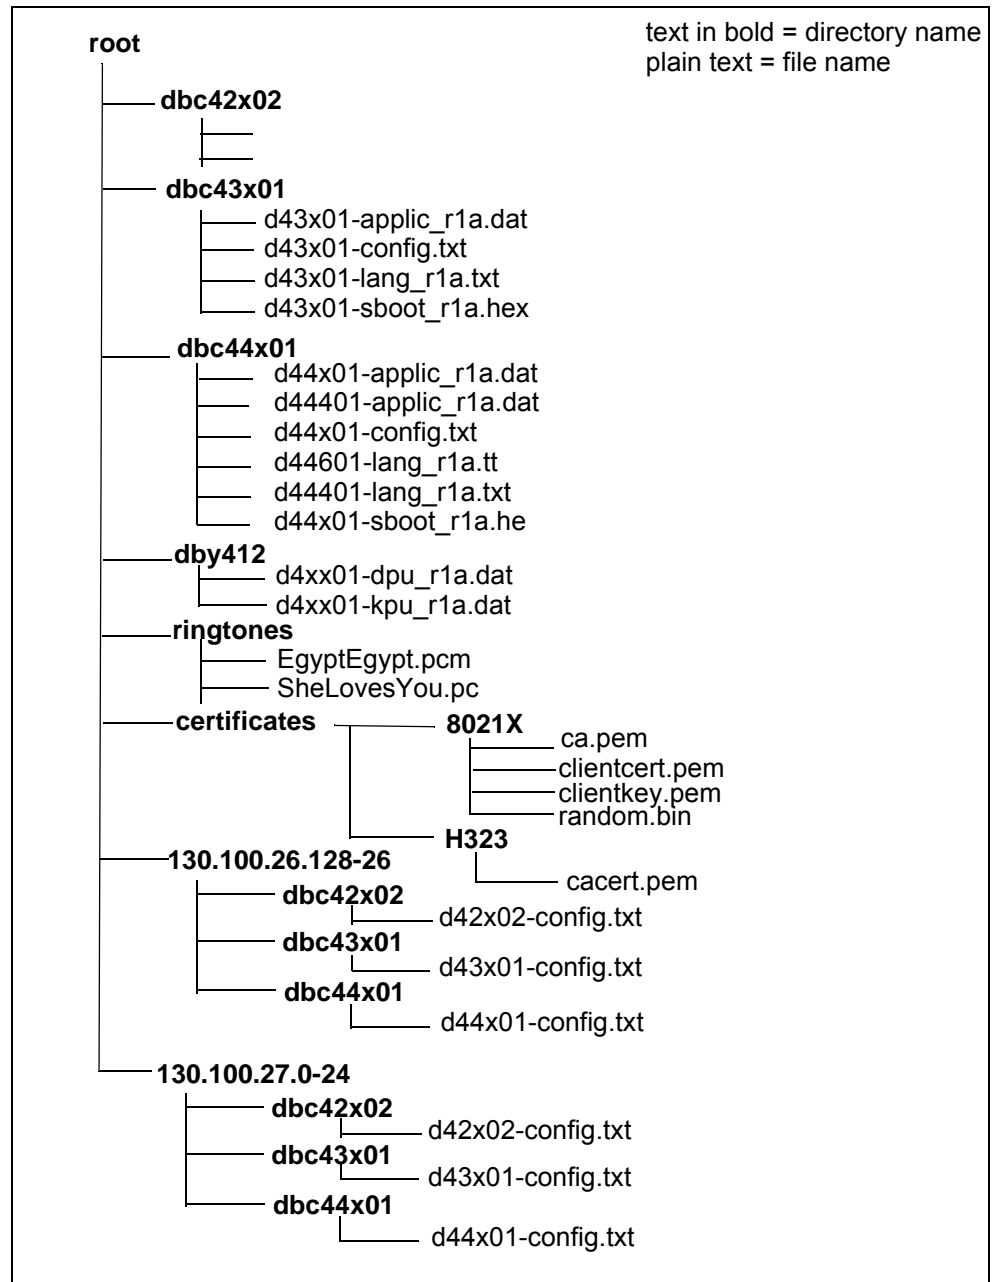 root
text in bold = directory name
plain text = file name
dbc42x02
dbc43x01
d43x01-applic_r1a.dat
d43x01-config.txt
d43x01-lang_r1a.txt
d43x01-sboot_r1a.hex
dbc44x01
d44x01-applic_r1a.dat
d44401-applic_r1a.dat
d44x01-config.txt
d44601-lang_r1a.tt
d44401-lang_r1a.txt
d44x01-sboot_r1a.he
dby412
d4xx01-dpu_r1a.dat
d4xx01-kpu_r1a.dat
ringtones
EgyptEgypt.pcm
SheLovesYou.pc
certificates
8021X
ca.pem
clientcert.pem
clientkey.pem
random.bin
H323
cacert.pem
130.100.26.128-26
dbc42x02
d42x02-config.txt
dbc43x01
d43x01-config.txt
dbc44x01
d44x01-config.txt
130.100.27.0-24
dbc42x02
d42x02-config.txt
dbc43x01
d43x01-config.txt
dbc44x01
d44x01-config.txt